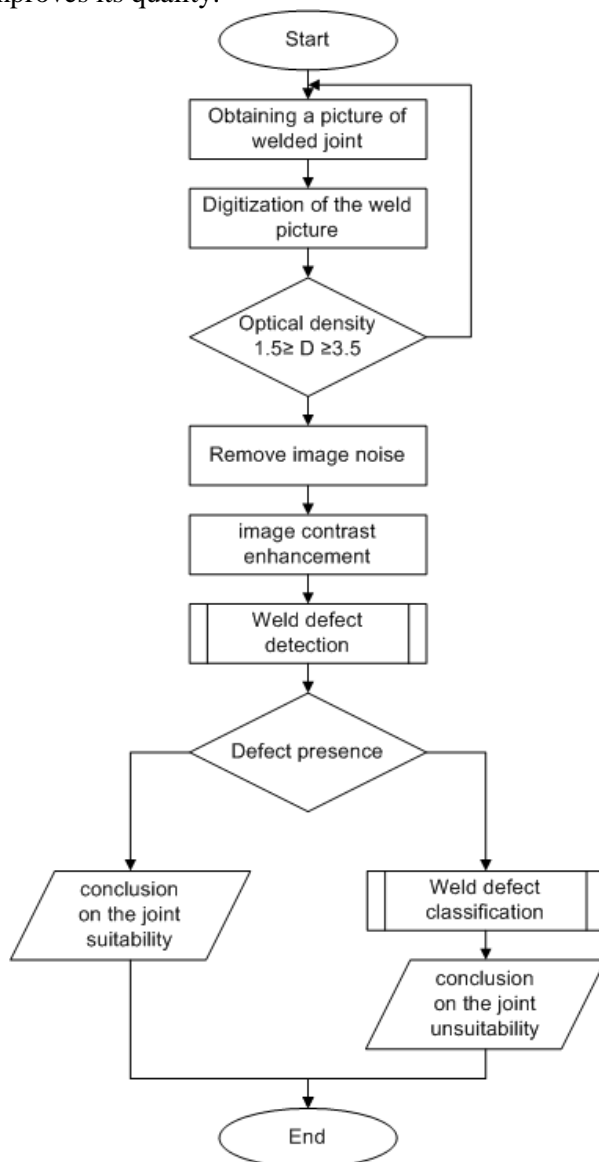 improves its quality.
Start
Obtaining a picture of
welded joint
Digitization of the weld
picture
Optical density
1.5≥ D ≥3.5
Remove image noise
image contrast
enhancement
Weld defect
detection
Defect presence
conclusion
on the joint
suitability
Weld defect
classification
conclusion
on the joint
unsuitability
End